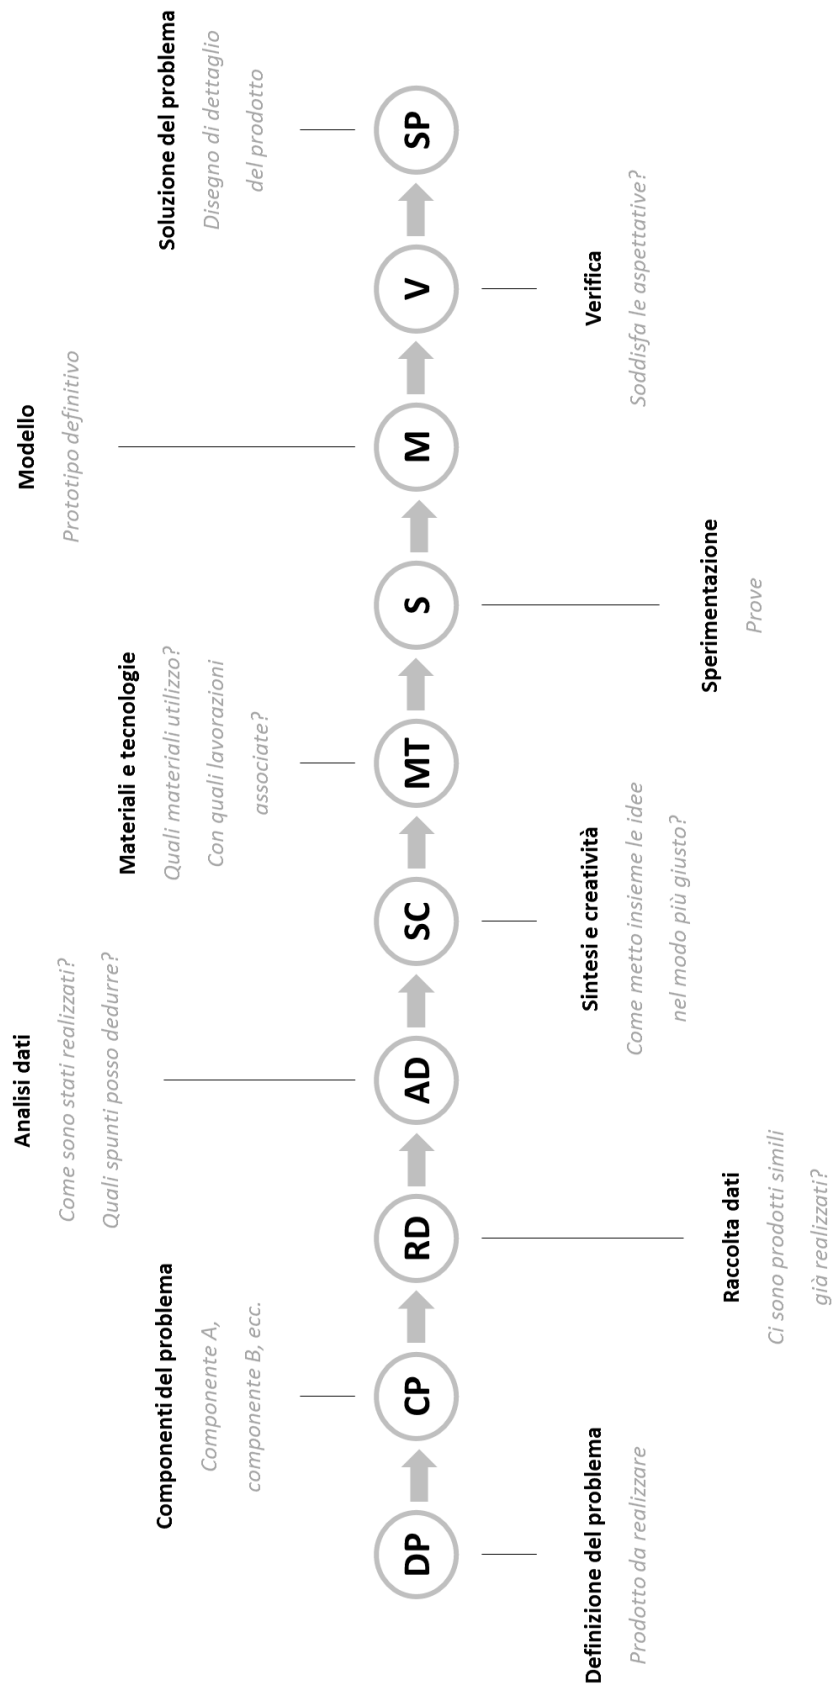 DP
Definizione del problema
Prodotto da realizzare
CP
Componenti del problema
Componente A,
componente B, ecc.
RD
Raccolta dati
Ci sono prodotti simili
già realizzati?
AD
Analisi dati
Come sono stati realizzati?
Quali spunti posso dedurre?
SC
Sintesi e creatività
Come metto insieme le idee
nel modo più giusto?
MT
Materiali e tecnologie
Quali materiali utilizzo?
Con quali lavorazioni
associate?
S
Sperimentazione
Prove
M
Modello
Prototipo definitivo
V
Verifica
Soddisfa le aspettative?
SP
Soluzione del problema
Disegno di dettaglio
del prodotto